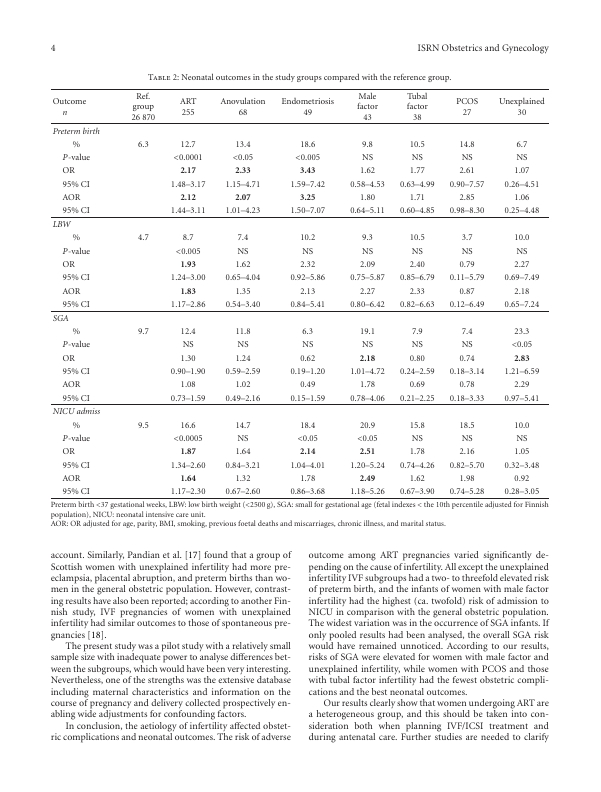 4
ISRN Obstetrics and Gynecology
TABLE 2: Neonatal outcomes in the study groups compared with the reference group.
Outcome n Ref. group 26 870 ART 255 Anovulation 68 Endometriosis 49 Male factor 43 Tubal factor 38 PCOS 27 Unexplained 30
Preterm birth
% 6.3 12.7 13.4 18.6 9.8 10.5 14.8 6.7
P-value <0.0001 <0.05 <0.005 NS NS NS NS
OR 2.17 2.33 3.43 1.62 1.77 2.61 1.07
95% CI 1.48–3.17 1.15–4.71 1.59–7.42 0.58–4.53 0.63–4.99 0.90–7.57 0.26–4.51
AOR 2.12 2.07 3.25 1.80 1.71 2.85 1.06
95% CI 1.44–3.11 1.01–4.23 1.50–7.07 0.64–5.11 0.60–4.85 0.98–8.30 0.25–4.48
LBW
% 4.7 8.7 7.4 10.2 9.3 10.5 3.7 10.0
P-value <0.005 NS NS NS NS NS NS
OR 1.93 1.62 2.32 2.09 2.40 0.79 2.27
95% CI 1.24–3.00 0.65–4.04 0.92–5.86 0.75–5.87 0.85–6.79 0.11–5.79 0.69–7.49
AOR 1.83 1.35 2.13 2.27 2.33 0.87 2.18
95% CI 1.17–2.86 0.54–3.40 0.84–5.41 0.80–6.42 0.82–6.63 0.12–6.49 0.65–7.24
SGA
% 9.7 12.4 11.8 6.3 19.1 7.9 7.4 23.3
P-value NS NS NS NS NS NS <0.05
OR 1.30 1.24 0.62 2.18 0.80 0.74 2.83
95% CI 0.90–1.90 0.59–2.59 0.19–1.20 1.01–4.72 0.24–2.59 0.18–3.14 1.21–6.59
AOR 1.08 1.02 0.49 1.78 0.69 0.78 2.29
95% CI 0.73–1.59 0.49–2.16 0.15–1.59 0.78–4.06 0.21–2.25 0.18–3.33 0.97–5.41
NICU admiss
% 9.5 16.6 14.7 18.4 20.9 15.8 18.5 10.0
P-value <0.0005 NS <0.05 <0.05 NS NS NS
OR 1.87 1.64 2.14 2.51 1.78 2.16 1.05
95% CI 1.34–2.60 0.84–3.21 1.04–4.01 1.20–5.24 0.74–4.26 0.82–5.70 0.32–3.48
AOR 1.64 1.32 1.78 2.49 1.62 1.98 0.92
95% CI 1.17–2.30 0.67–2.60 0.86–3.68 1.18–5.26 0.67–3.90 0.74–5.28 0.28–3.05
Preterm birth <37 gestational weeks, LBW: low birth weight (<2500 g), SGA: small for gestational age (fetal indexes < the 10th percentile adjusted for Finnish
population), NICU: neonatal intensive care unit.
AOR: OR adjusted for age, parity, BMI, smoking, previous foetal deaths and miscarriages, chronic illness, and marital status.
account. Similarly, Pandian et al. [17] found that a group of
Scottish women with unexplained infertility had more pre-
eclampsia, placental abruption, and preterm births than wo-
men in the general obstetric population. However, contrast-
ing results have also been reported; according to another Fin-
nish study, IVF pregnancies of women with unexplained
infertility had similar outcomes to those of spontaneous pre-
gnancies [18].
The present study was a pilot study with a relatively small
sample size with inadequate power to analyse differences bet-
ween the subgroups, which would have been very interesting.
Nevertheless, one of the strengths was the extensive database
including maternal characteristics and information on the
course of pregnancy and delivery collected prospectively en-
abling wide adjustments for confounding factors.
In conclusion, the aetiology of infertility affected obstet-
ric complications and neonatal outcomes. The risk of adverse
outcome among ART pregnancies varied significantly de-
pending on the cause of infertility. All except the unexplained
infertility IVF subgroups had a two- to threefold elevated risk
of preterm birth, and the infants of women with male factor
infertility had the highest (ca. twofold) risk of admission to
NICU in comparison with the general obstetric population.
The widest variation was in the occurrence of SGA infants. If
only pooled results had been analysed, the overall SGA risk
would have remained unnoticed. According to our results,
risks of SGA were elevated for women with male factor and
unexplained infertility, while women with PCOS and those
with tubal factor infertility had the fewest obstetric compli-
cations and the best neonatal outcomes.
Our results clearly show that women undergoing ART are
a heterogeneous group, and this should be taken into con-
sideration both when planning IVF/ICSI treatment and
during antenatal care. Further studies are needed to clarify